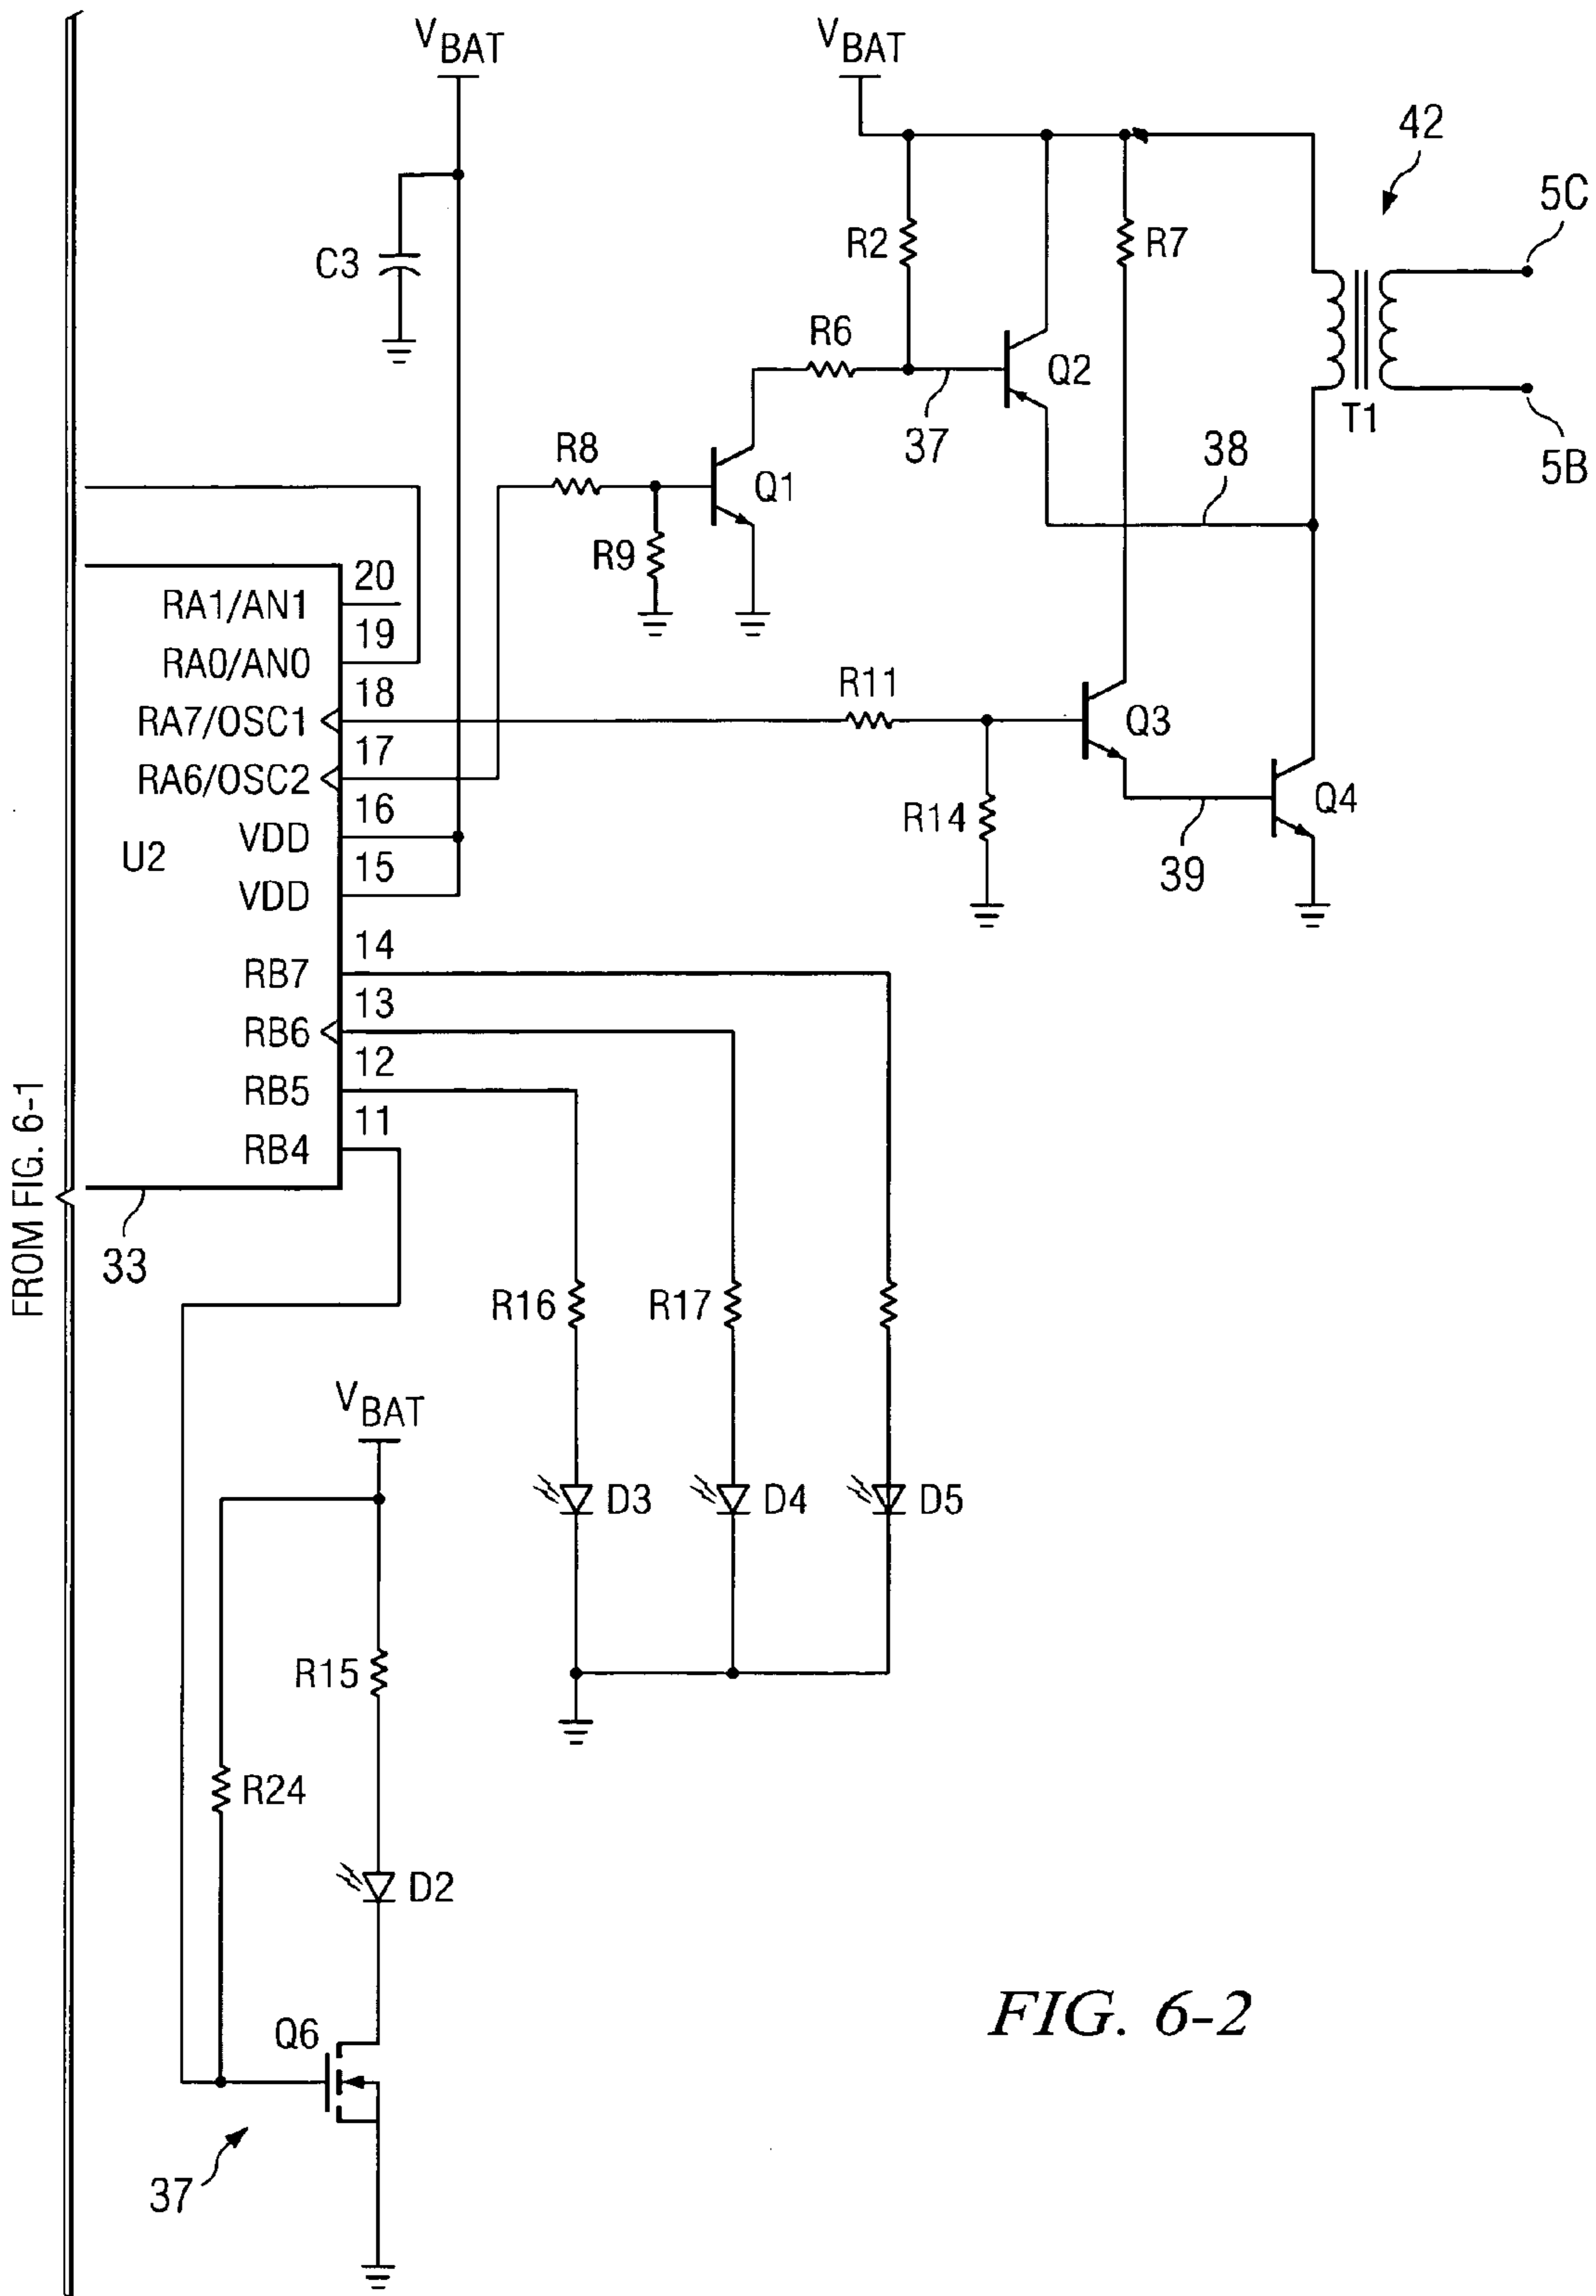 VBAT
VBAT
42
5C
C3
R2
R7
R6
Q2
T1
37
5B
R8
38
Q1
R9
20
RA1/AN1
19
RA0/AN0
18
R11
RA7/OSC1
Q3
17
RA6/OSC2
16
R14
Q4
U2
VDD
15
39
VDD
14
RB7
13
RB6
12
RB5
11
RB4
FROM FIG. 6-1
33
R16
R17
VBAT
D3
D4
D5
R15
R24
D2
Q6
FIG. 6-2
37